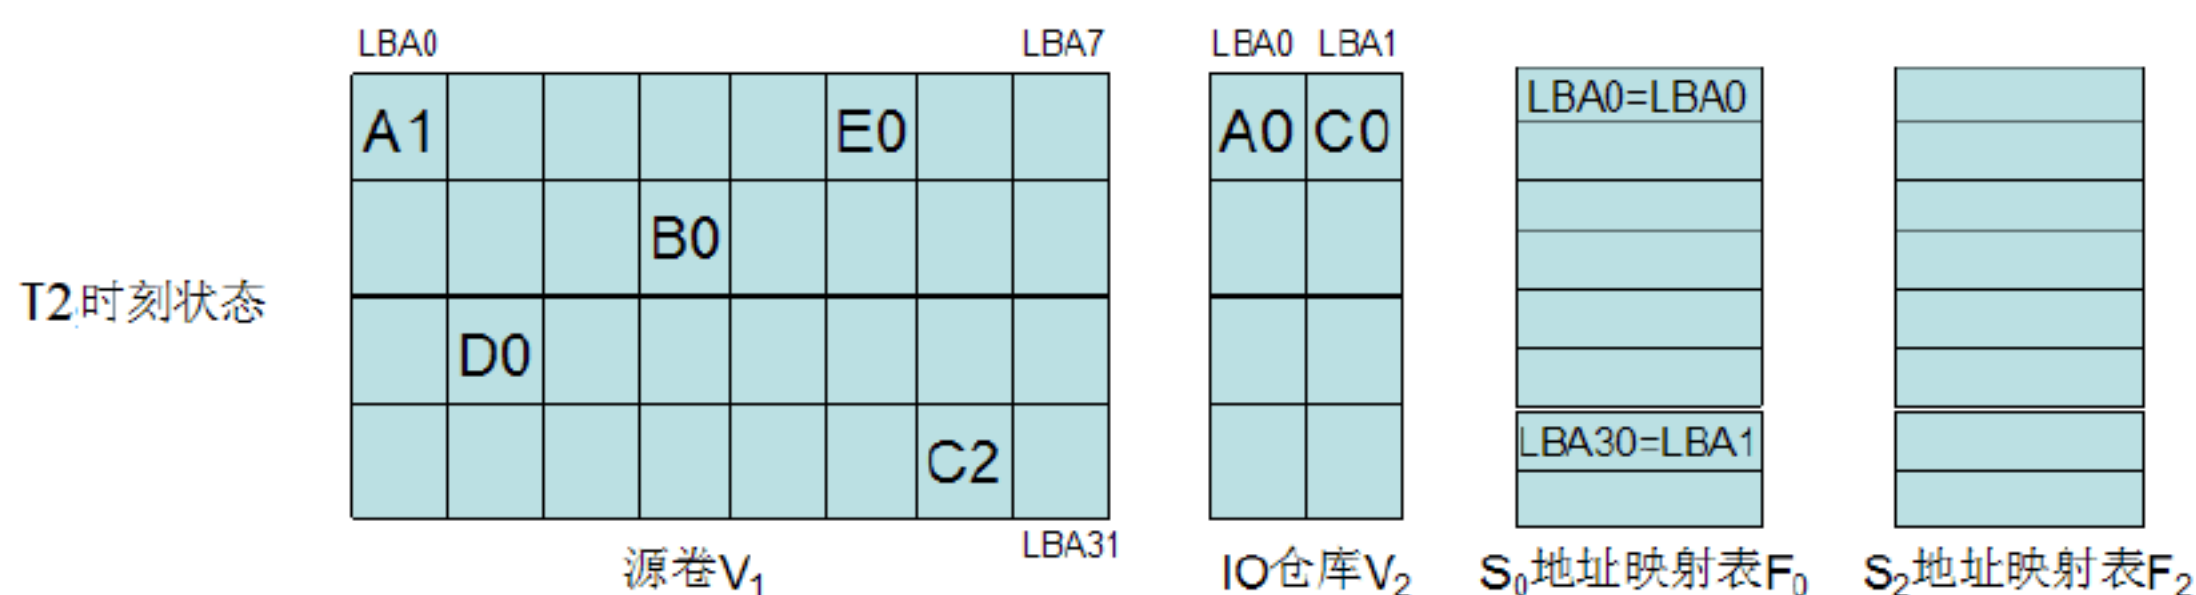 LBA0 LBA7 LBA0 LBA1
A1 E0 A0 C0 LBA0=LBA0
B0
T2时刻状态
D0
C2 LBA30=LBA1
LBA31
源卷V₁ IO仓库V₂ S₀地址映射表F₀ S₂地址映射表F₂